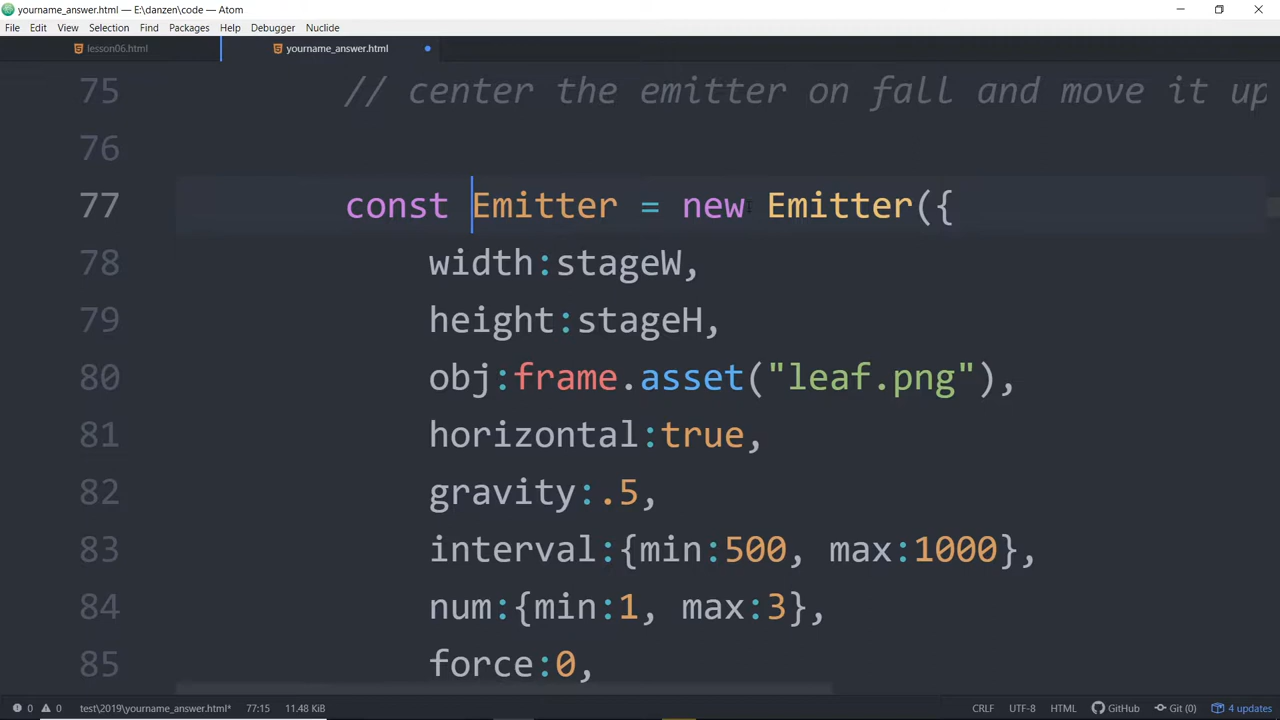 yourname_answer.html — E:\danzen\code — Atom
File Edit View Selection Find Packages Help Debugger Nuclide
lesson06.html yourname_answer.html
75 // center the emitter on fall and move it up
76
77 const Emitter = new Emitter({
78 width:stageW,
79 height:stageH,
80 obj:frame.asset("leaf.png"),
81 horizontal:true,
82 gravity:.5,
83 interval:{min:500, max:1000},
84 num:{min:1, max:3},
85 force:0,
0 0 test\2019\yourname_answer.html* 77:15 11.48 KiB CRLF UTF-8 HTML GitHub Git (0) 4 updates